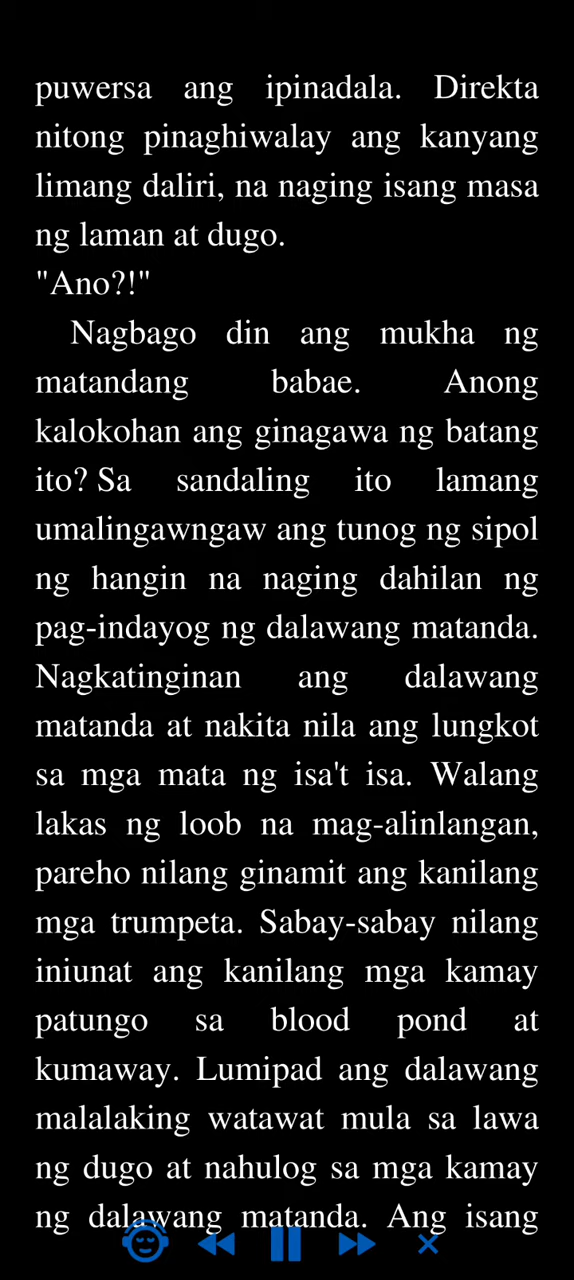 puwersa ang ipinadala. Direkta
nitong pinaghiwalay ang kanyang
limang daliri, na naging isang masa
ng laman at dugo.
"Ano?!"
Nagbago din ang mukha ng
matandang babae. Anong
kalokohan ang ginagawa ng batang
ito? Sa sandaling ito lamang
umalingawngaw ang tunog ng sipol
ng hangin na naging dahilan ng
pag-indayog ng dalawang matanda.
Nagkatinginan ang dalawang
matanda at nakita nila ang lungkot
sa mga mata ng isa't isa. Walang
lakas ng loob na mag-alinlangan,
pareho nilang ginamit ang kanilang
mga trumpeta. Sabay-sabay nilang
iniunat ang kanilang mga kamay
patungo sa blood pond at
kumaway. Lumipad ang dalawang
malalaking watawat mula sa lawa
ng dugo at nahulog sa mga kamay
ng dalawang matanda. Ang isang